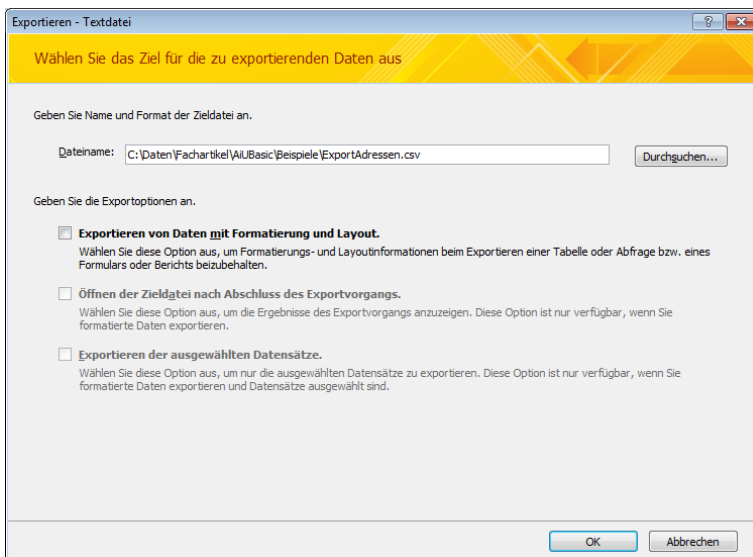 Exportieren - Textdatei
Wählen Sie das Ziel für die zu exportierenden Daten aus
Geben Sie Name und Format der Zieldatei an.
Dateiname: C:\Daten\Fachartikel\AiUBasic\Beispiele\ExportAdressen.csv Durchsuchen...
Geben Sie die Exportoptionen an.
Exportieren von Daten mit Formatierung und Layout.
Wählen Sie diese Option aus, um Formatierungs- und Layoutinformationen beim Exportieren einer Tabelle oder Abfrage bzw. eines
Formulars oder Berichts beizubehalten.
Öffnen der Zieldatei nach Abschluss des Exportvorgangs.
Wählen Sie diese Option aus, um die Ergebnisse des Exportvorgangs anzuzeigen. Diese Option ist nur verfügbar, wenn Sie
formatierte Daten exportieren.
Exportieren der ausgewählten Datensätze.
Wählen Sie diese Option aus, um nur die ausgewählten Datensätze zu exportieren. Diese Option ist nur verfügbar, wenn Sie
formatierte Daten exportieren und Datensätze ausgewählt sind.
OK Abbrechen